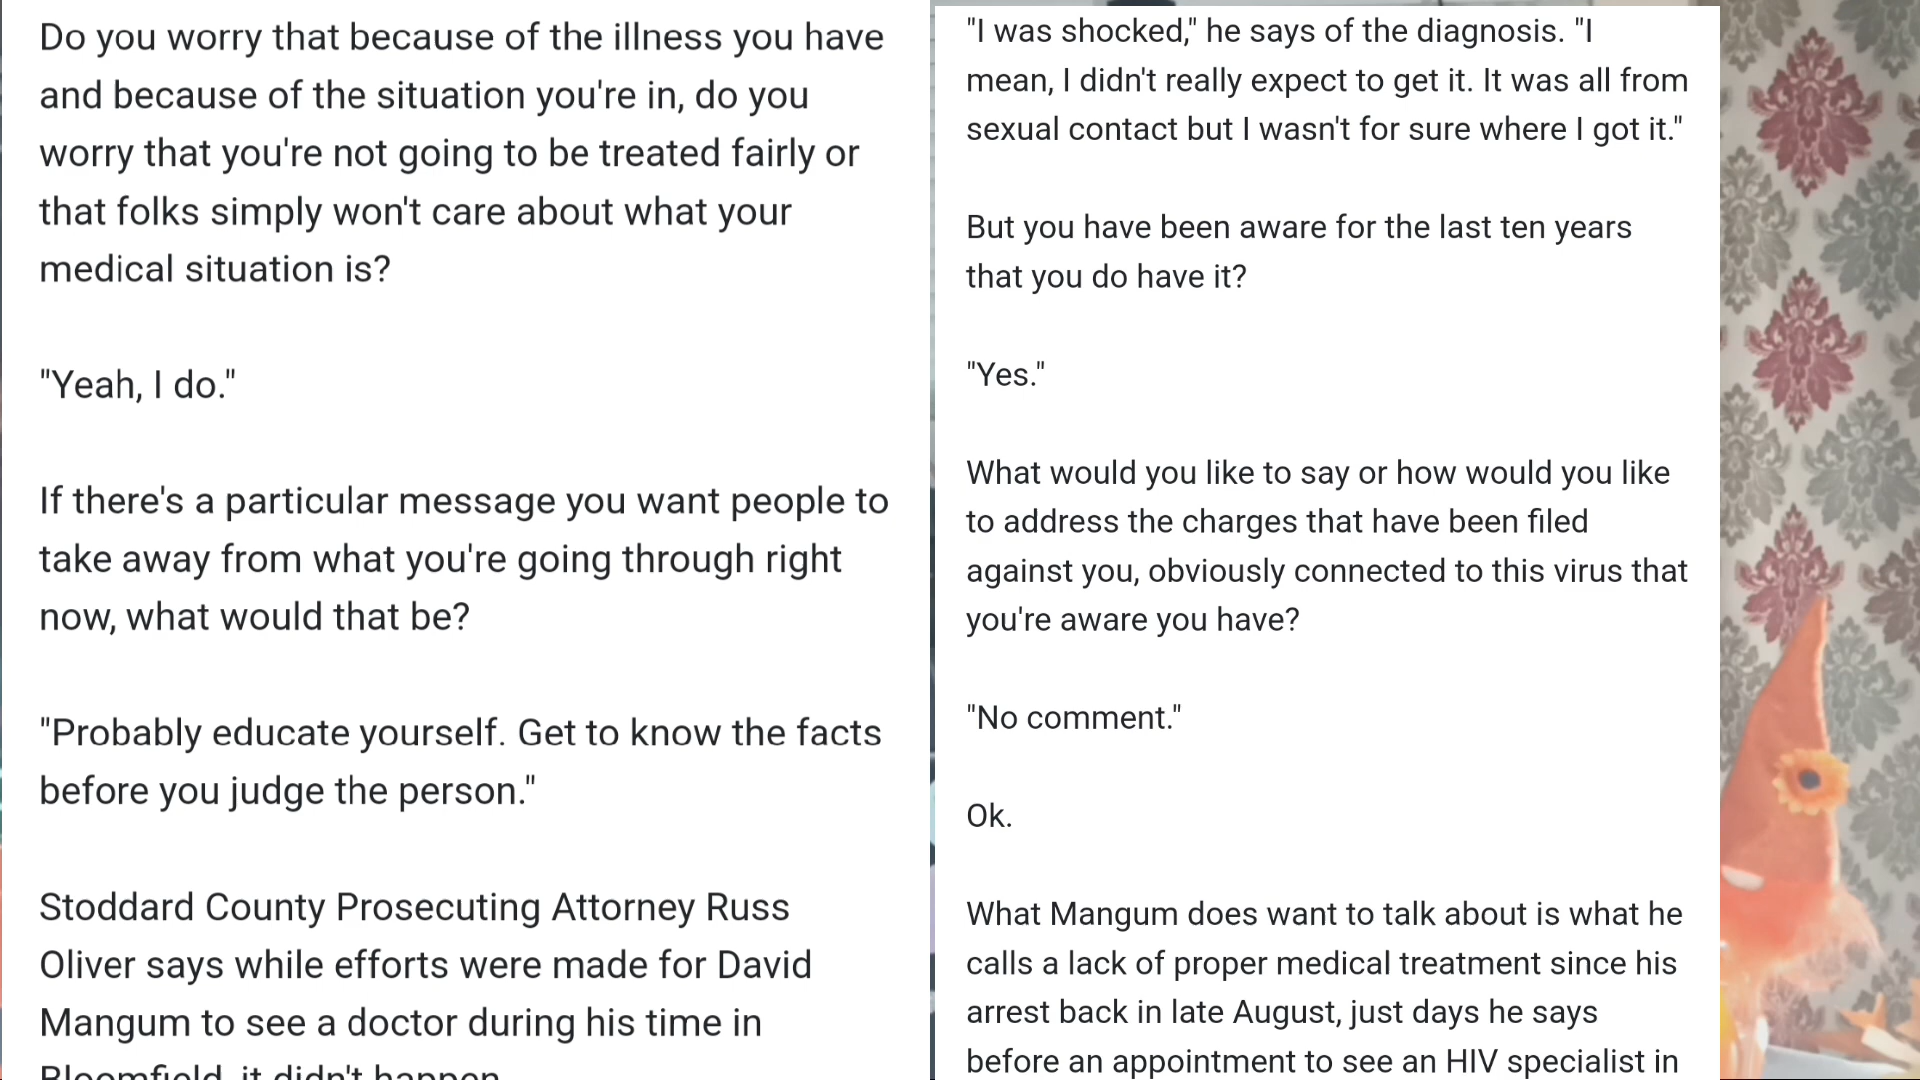 Do you worry that because of the illness you have
and because of the situation you're in, do you
worry that you're not going to be treated fairly or
that folks simply won't care about what your
medical situation is?
"Yeah, I do."
If there's a particular message you want people to
take away from what you're going through right
now, what would that be?
"Probably educate yourself. Get to know the facts
before you judge the person."
Stoddard County Prosecuting Attorney Russ
Oliver says while efforts were made for David
Mangum to see a doctor during his time in
Bloomfield, it didn't happen
"I was shocked," he says of the diagnosis. "I
mean, I didn't really expect to get it. It was all from
sexual contact but I wasn't for sure where I got it."
But you have been aware for the last ten years
that you do have it?
"Yes."
What would you like to say or how would you like
to address the charges that have been filed
against you, obviously connected to this virus that
you're aware you have?
"No comment."
Ok.
What Mangum does want to talk about is what he
calls a lack of proper medical treatment since his
arrest back in late August, just days he says
before an appointment to see an HIV specialist in